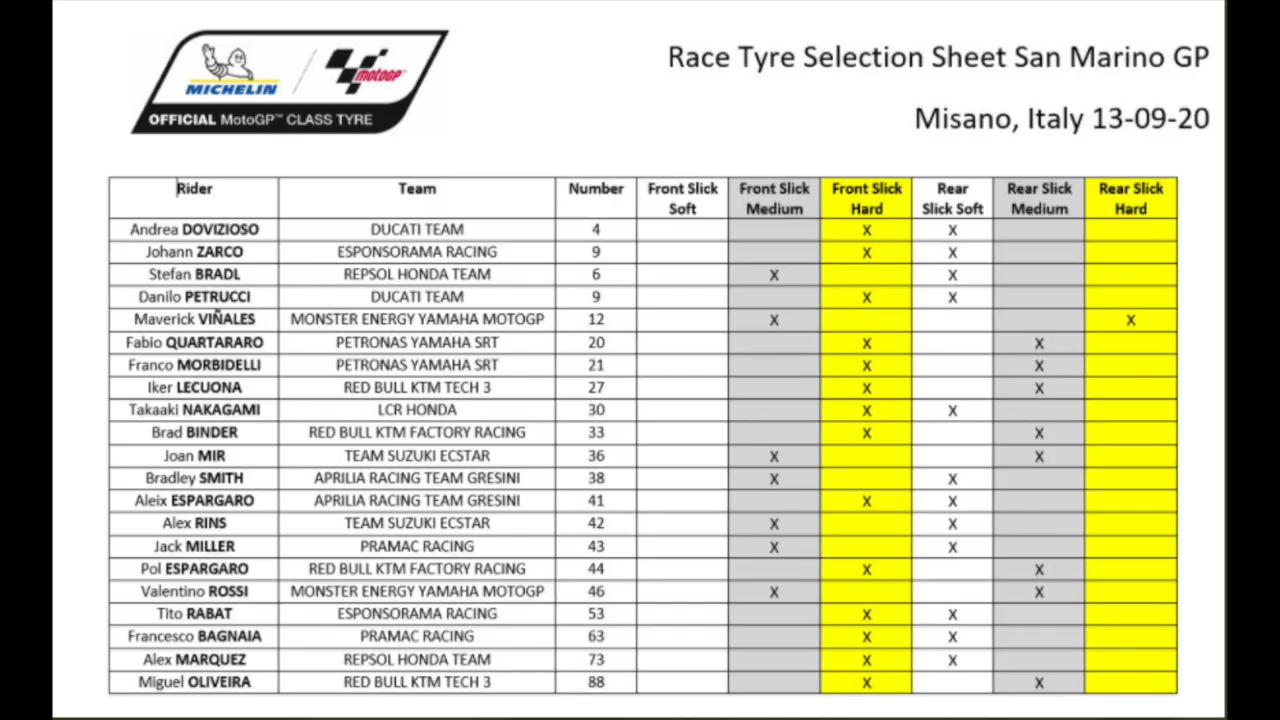 MICHELIN
MotoGP™
OFFICIAL MotoGP™ CLASS TYRE
Race Tyre Selection Sheet San Marino GP
Misano, Italy 13-09-20
Rider Team Number Front Slick Soft Front Slick Medium Front Slick Hard Rear Slick Soft Rear Slick Medium Rear Slick Hard
Andrea DOVIZIOSO DUCATI TEAM 4 X X
Johann ZARCO ESPONSORAMA RACING 9 X X
Stefan BRADL REPSOL HONDA TEAM 6 X X
Danilo PETRUCCI DUCATI TEAM 9 X X
Maverick VIÑALES MONSTER ENERGY YAMAHA MOTOGP 12 X X
Fabio QUARTARARO PETRONAS YAMAHA SRT 20 X X
Franco MORBIDELLI PETRONAS YAMAHA SRT 21 X X
Iker LECUONA RED BULL KTM TECH 3 27 X X
Takaaki NAKAGAMI LCR HONDA 30 X X
Brad BINDER RED BULL KTM FACTORY RACING 33 X X
Joan MIR TEAM SUZUKI ECSTAR 36 X X
Bradley SMITH APRILIA RACING TEAM GRESINI 38 X X
Aleix ESPARGARO APRILIA RACING TEAM GRESINI 41 X X
Alex RINS TEAM SUZUKI ECSTAR 42 X X
Jack MILLER PRAMAC RACING 43 X X
Pol ESPARGARO RED BULL KTM FACTORY RACING 44 X X
Valentino ROSSI MONSTER ENERGY YAMAHA MOTOGP 46 X X
Tito RABAT ESPONSORAMA RACING 53 X X
Francesco BAGNAIA PRAMAC RACING 63 X X
Alex MARQUEZ REPSOL HONDA TEAM 73 X X
Miguel OLIVEIRA RED BULL KTM TECH 3 88 X X